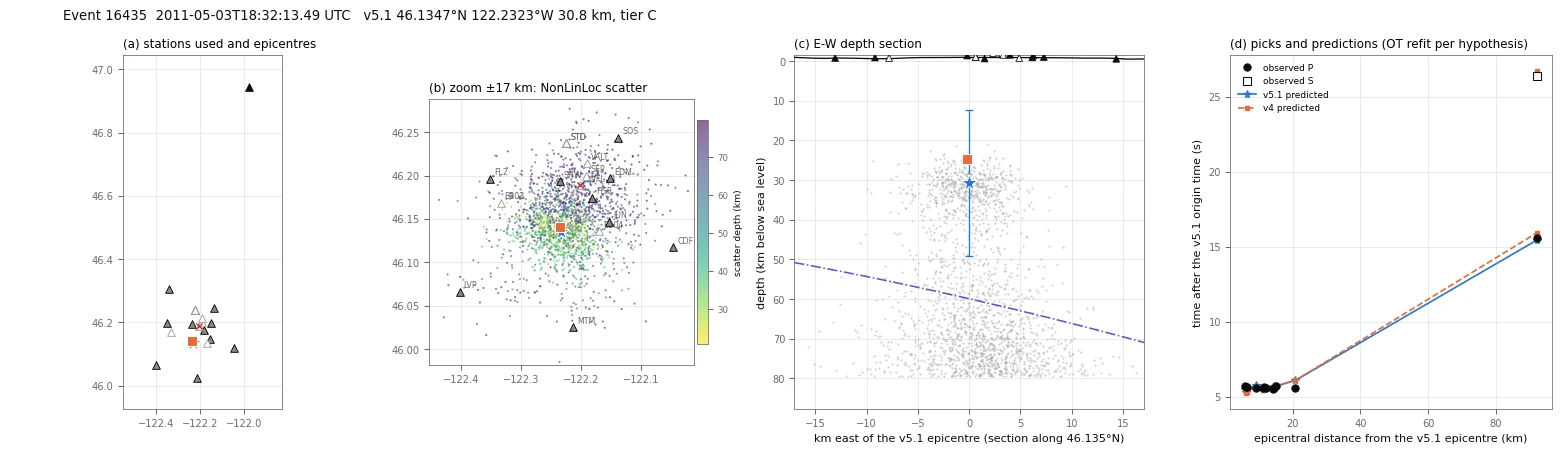 Event 16435 2011-05-03T18:32:13.49 UTC v5.1 46.1347°N 122.2323°W 30.8 km, tier C
(a) stations used and epicentres
47.0
46.8
46.6
46.4
46.2
46.0
−122.4 −122.2 −122.0
(b) zoom ±17 km: NonLinLoc scatter
46.25
46.20
46.15
46.10
46.05
46.00
−122.4 −122.3 −122.2 −122.1
SOS
STD
EDM
FL2
JUN
CDF
LVP
MTM
70
60
50
40
30
scatter depth (km)
(c) E-W depth section
0
10
20
30
40
50
60
70
80
depth (km below sea level)
−15 −10 −5 0 5 10 15
km east of the v5.1 epicentre (section along 46.135°N)
(d) picks and predictions (OT refit per hypothesis)
observed P
observed S
v5.1 predicted
v4 predicted
25
20
15
10
5
time after the v5.1 origin time (s)
20 40 60 80
epicentral distance from the v5.1 epicentre (km)